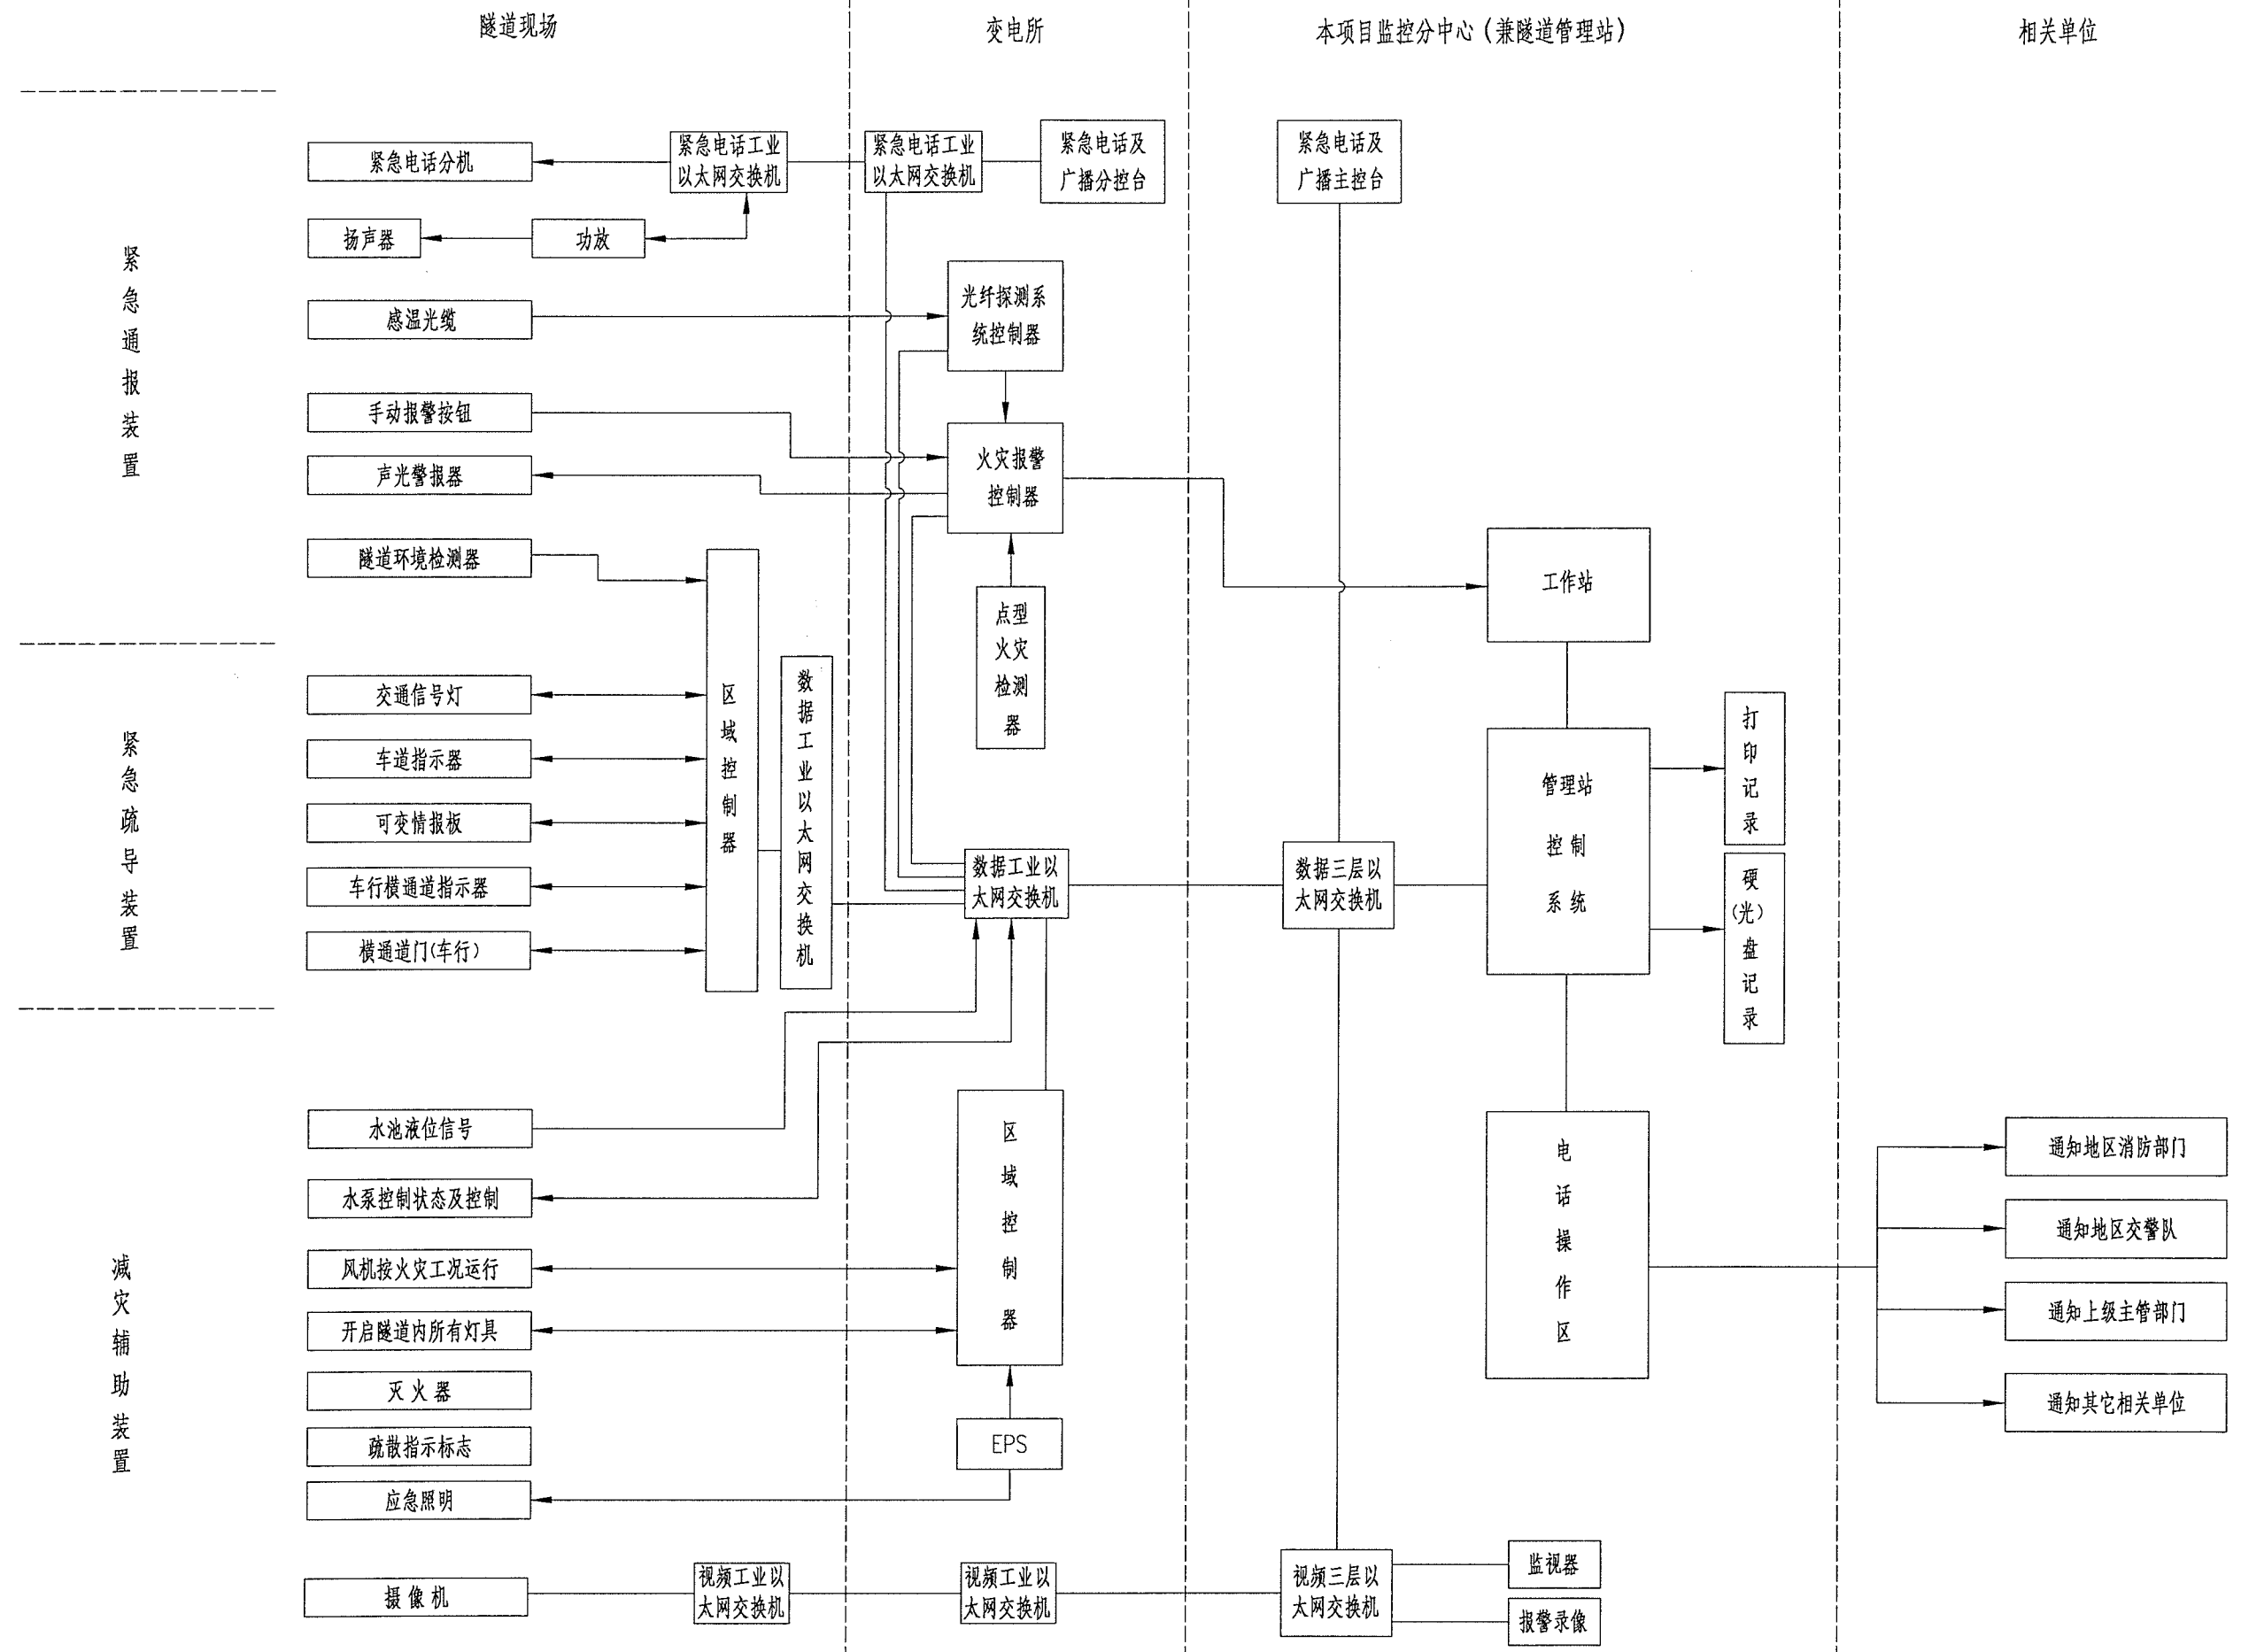 隧道现场
变电所
本项目监控分中心（兼隧道管理站）
相关单位
紧急通报装置
紧急电话分机
紧急电话工业
以太网交换机
紧急电话工业
以太网交换机
紧急电话及
广播分控台
紧急电话及
广播主控台
扬声器
功放
感温光缆
光纤探测系
统控制器
手动报警按钮
声光警报器
火灾报警
控制器
隧道环境检测器
点型
火灾
检测
器
工作站
紧急疏导装置
交通信号灯
车道指示器
可变情报板
车行横通道指示器
横通道门(车行)
区域控制器
数据工业以太网交换机
数据工业以
太网交换机
数据三层以
太网交换机
管理站
控制
系统
打印记录
硬
(光)
盘
记
录
减灾辅助装置
水池液位信号
水泵控制状态及控制
风机按火灾工况运行
开启隧道内所有灯具
灭火器
疏散指示标志
应急照明
区域控制器
EPS
电话操作区
通知地区消防部门
通知地区交警队
通知上级主管部门
通知其它相关单位
摄像机
视频工业以
太网交换机
视频工业以
太网交换机
视频三层以
太网交换机
监视器
报警录像